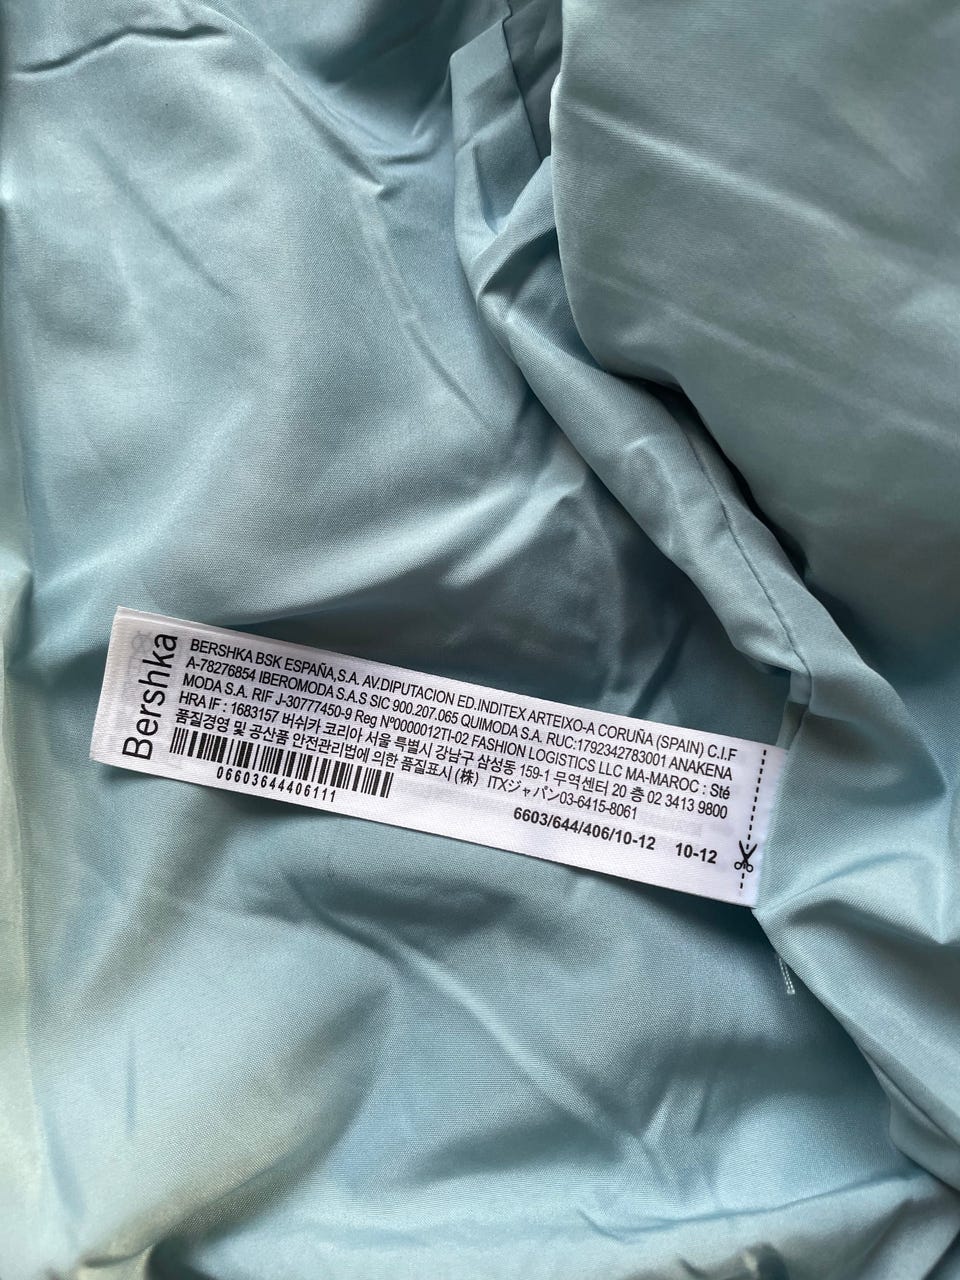 Bershka
BERSHKA BSK ESPAÑA,S.A. AV.DIPUTACION ED.INDITEX ARTEIXO-A CORUÑA (SPAIN) C.I.F
A-78276854 IBEROMODA S.A.S SIC 900.207.065 QUIMODA S.A. RUC:1792342783001 ANAKENA
MODA S.A. RIF J-30777450-9 Reg Nº0000012TI-02 FASHION LOGISTICS LLC MA-MAROC : Sté
HRA IF : 1683157 버쉬카 코리아 서울 특별시 강남구 삼성동 159-1 무역센터 20 층 02 3413 9800
품질경영 및 공산품 안전관리법에 의한 품질표시 (株) ITXジャパン03-6415-8061
06603644406111
6603/644/406/10-12 10-12